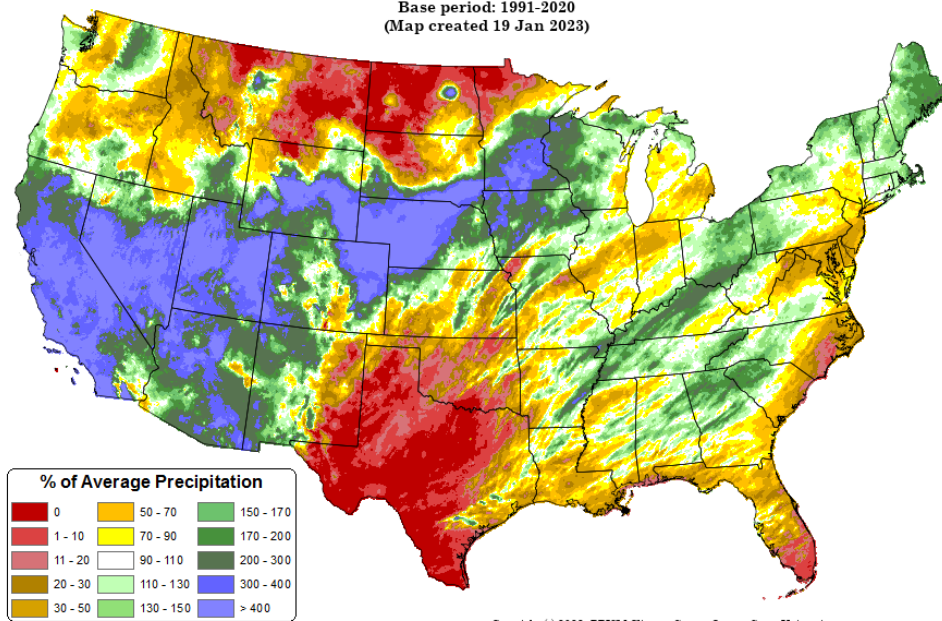 Base period: 1991-2020
(Map created 19 Jan 2023)
% of Average Precipitation
0
1 - 10
11 - 20
20 - 30
30 - 50
50 - 70
70 - 90
90 - 110
110 - 130
130 - 150
150 - 170
170 - 200
200 - 300
300 - 400
> 400